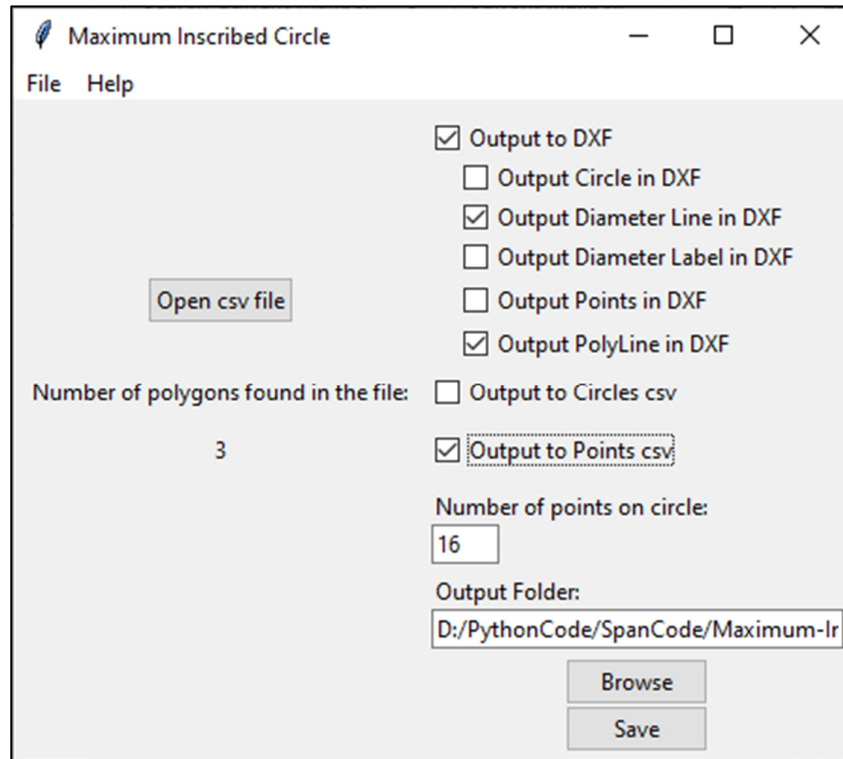 Maximum Inscribed Circle
File Help
Output to DXF
Output Circle in DXF
Output Diameter Line in DXF
Output Diameter Label in DXF
Open csv file
Output Points in DXF
Output PolyLine in DXF
Number of polygons found in the file:
Output to Circles csv
3
Output to Points csv
Number of points on circle:
16
Output Folder:
D:/PythonCode/SpanCode/Maximum-Ir
Browse
Save